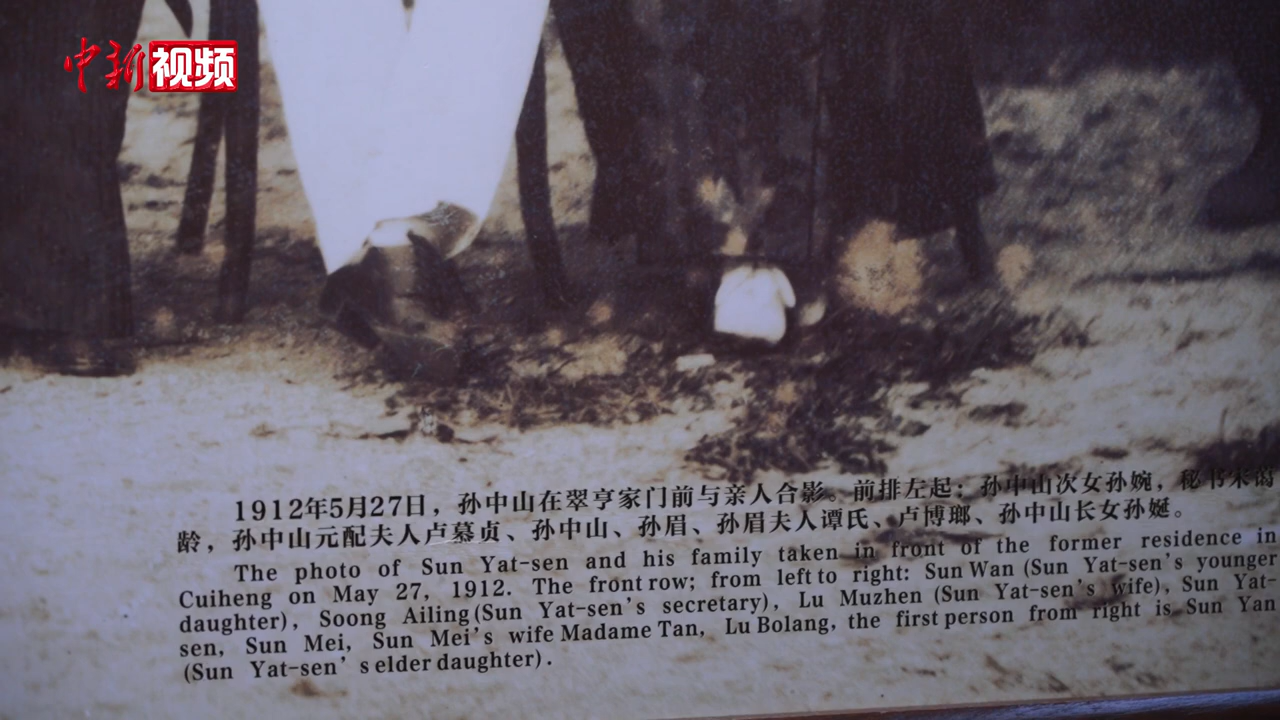 中新视频
1912年5月27日，孙中山在翠亨家门前与亲人合影。前排左起：孙中山次女孙婉，秘书宋蔼
龄，孙中山元配夫人卢慕贞、孙中山、孙眉、孙眉夫人谭氏、卢博瑯、孙中山长女孙娫。
The photo of Sun Yat-sen and his family taken in front of the former residence in
Cuiheng on May 27, 1912. The front row; from left to right: Sun Wan (Sun Yat-sen's younger
daughter), Soong Ailing(Sun Yat-sen's secretary), Lu Muzhen (Sun Yat-sen's wife), Sun Yat-
sen, Sun Mei, Sun Mei's wife Madame Tan, Lu Bolang, the first person from right is Sun Yan
(Sun Yat-sen's elder daughter).